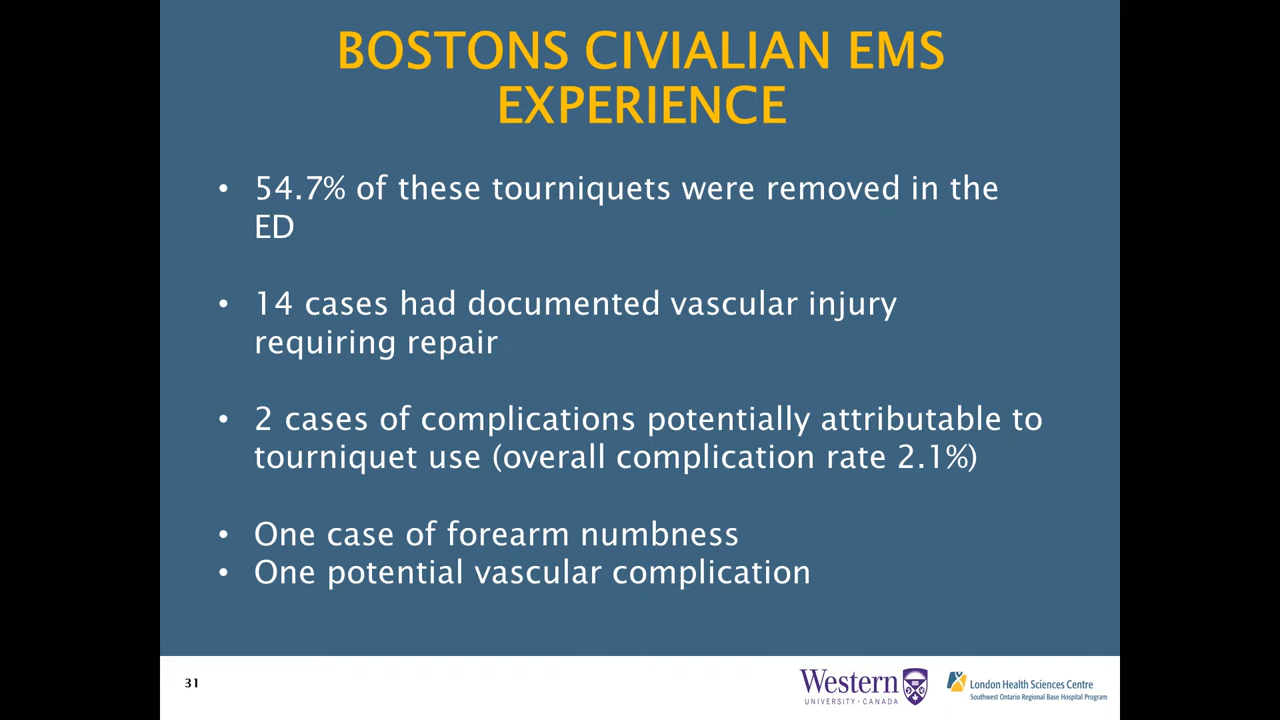 BOSTONS CIVIALIAN EMS
EXPERIENCE
• 54.7% of these tourniquets were removed in the
ED
• 14 cases had documented vascular injury
requiring repair
• 2 cases of complications potentially attributable to
tourniquet use (overall complication rate 2.1%)
• One case of forearm numbness
• One potential vascular complication
31
Western
UNIVERSITY · CANADA
London Health Sciences Centre
Southwest Ontario Regional Base Hospital Program